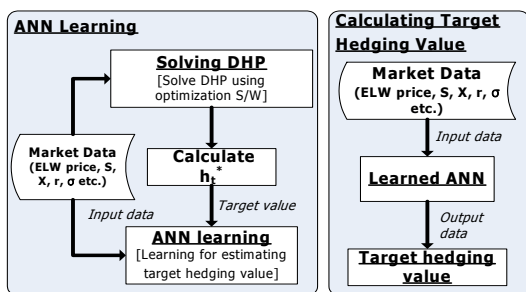 ANN Learning
Solving DHP
[Solve DHP using
optimization S/W]
Market Data
(ELW price, S,
X, r, σ etc.)
Calculate
h_t^*
Input data
Target value
ANN learning
[Learning for estimating
target hedging value]
Calculating Target
Hedging Value
Market Data
(ELW price, S, X, r, σ
etc.)
Input data
Learned ANN
Output
data
Target hedging
value